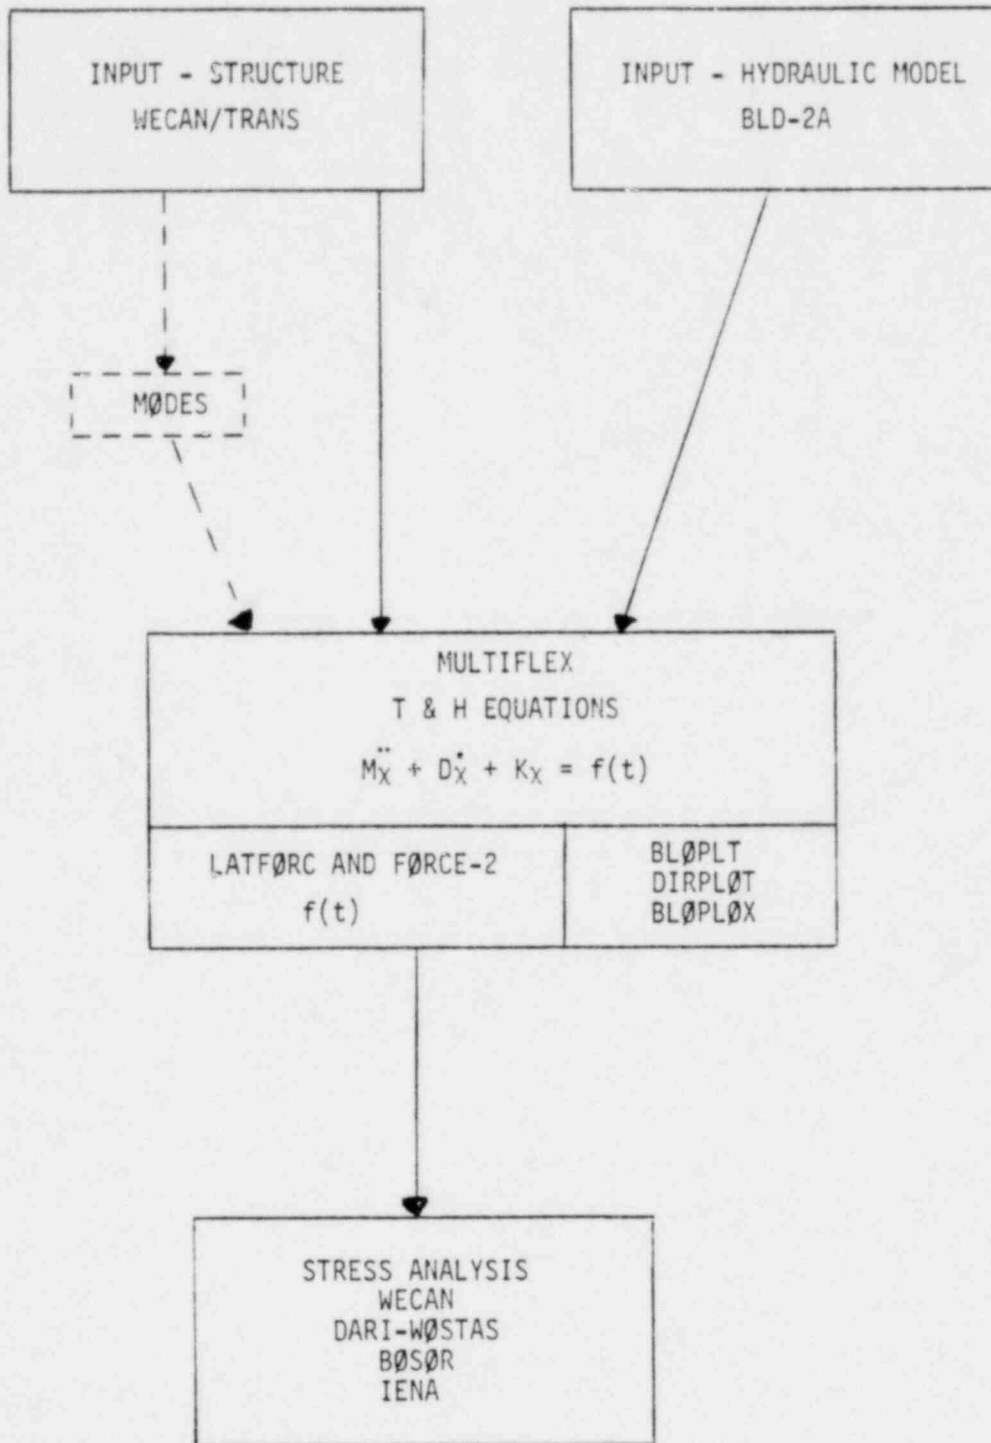 INPUT - STRUCTURE
WECAN/TRANS
INPUT - HYDRAULIC MODEL
BLD-2A
MØDES
MULTIFLEX
T & H EQUATIONS
Mẍ + Dẋ + Kx = f(t)
LATFØRC AND FØRCE-2
f(t)
BLØPLT
DIRPLØT
BLØPLØX
STRESS ANALYSIS
WECAN
DARI-WØSTAS
BØSØR
IENA